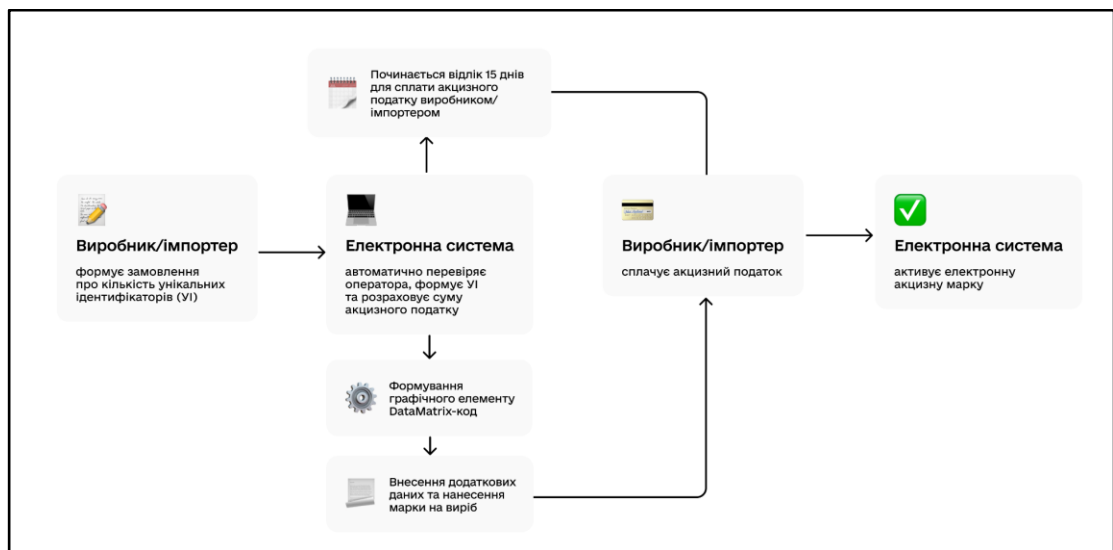 Починається відлік 15 днів
для сплати акцизного
податку виробником/
імпортером
Виробник/імпортер
формує замовлення
про кількість унікальних
ідентифікаторів (УІ)
Електронна система
автоматично перевіряє
оператора, формує УІ
та розраховує суму
акцизного податку
Формування
графічного елементу
DataMatrix-код
Внесення додаткових
даних та нанесення
марки на виріб
Виробник/імпортер
сплачує акцизний податок
Електронна система
активує електронну
акцизну марку